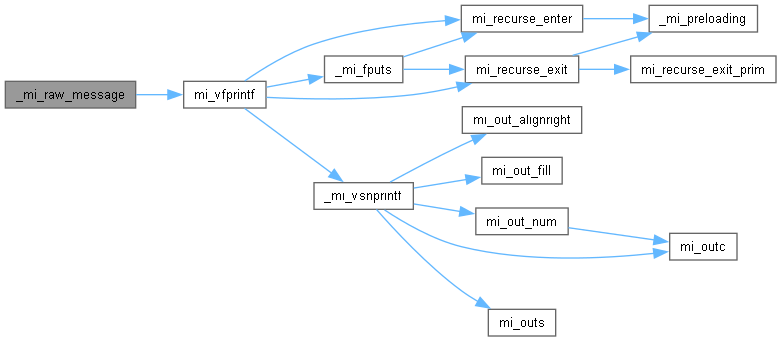 _mi_raw_message
mi_vfprintf
_mi_fputs
mi_recurse_enter
mi_recurse_exit
_mi_preloading
mi_recurse_exit_prim
_mi_vsnprintf
mi_out_alignright
mi_out_fill
mi_out_num
mi_outc
mi_outs